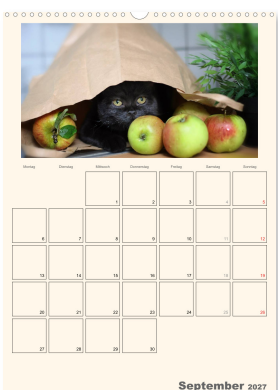 Montag Dienstag Mittwoch Donnerstag Freitag Samstag Sonntag
1 2 3 4 5
6 7 8 9 10 11 12
13 14 15 16 17 18 19
20 21 22 23 24 25 26
27 28 29 30
September 2027